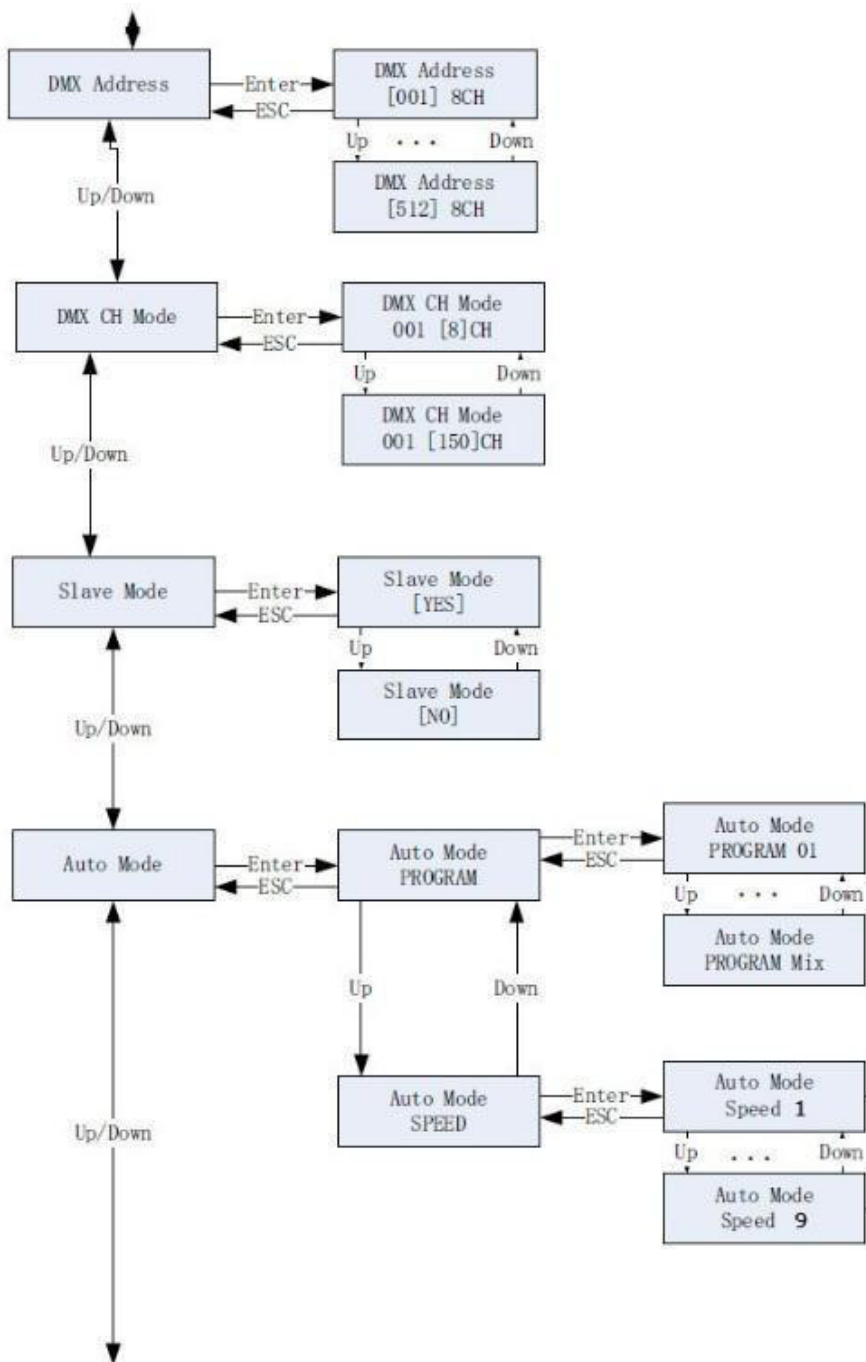 DMX Address
Enter
ESC
DMX Address
[001] 8CH
Up
...
Down
DMX Address
[512] 8CH
Up/Down
DMX CH Mode
Enter
ESC
DMX CH Mode
001 [8]CH
Up
Down
DMX CH Mode
001 [150]CH
Up/Down
Slave Mode
Enter
ESC
Slave Mode
[YES]
Up
Down
Slave Mode
[NO]
Up/Down
Auto Mode
Enter
ESC
Auto Mode
PROGRAM
Enter
ESC
Auto Mode
PROGRAM 01
Up
...
Down
Auto Mode
PROGRAM Mix
Up
Down
Auto Mode
SPEED
Enter
ESC
Auto Mode
Speed 1
Up
...
Down
Auto Mode
Speed 9
Up/Down